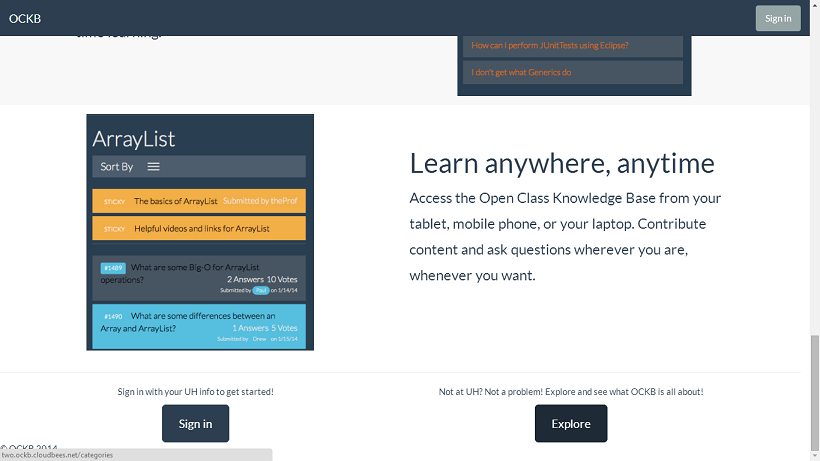 OCKB
Sign in
time learning.
How can I perform JUnitTests using Eclipse?
I don't get what Generics do
ArrayList
Sort By
STICKY The basics of ArrayList Submitted by theProf
STICKY Helpful videos and links for ArrayList
#1489 What are some Big-O for ArrayList
operations?
2 Answers 10 Votes
Submitted by Paul on 1/14/14
#1490 What are some differences between an
Array and ArrayList?
1 Answers 5 Votes
Submitted by Drew on 1/15/14
Learn anywhere, anytime
Access the Open Class Knowledge Base from your
tablet, mobile phone, or your laptop. Contribute
content and ask questions wherever you are,
whenever you want.
Sign in with your UH info to get started!
Sign in
Not at UH? Not a problem! Explore and see what OCKB is all about!
Explore
© OCKB 2014
two.ockb.cloudbees.net/categories